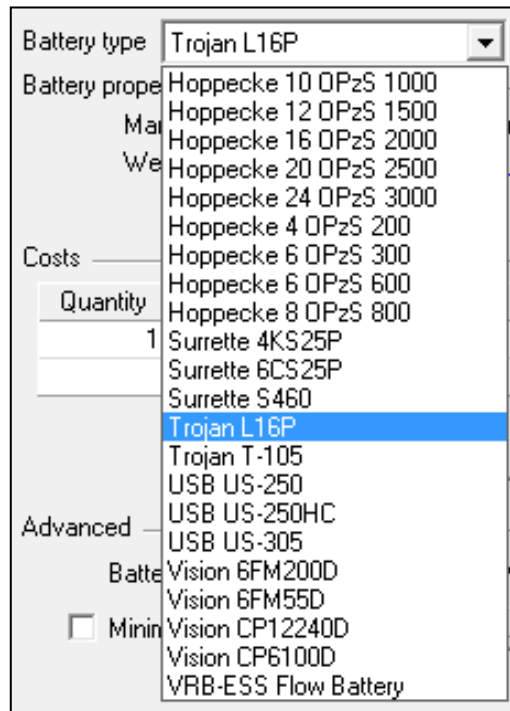 Battery type Trojan L16P
Battery prope
Hoppecke 10 OPzS 1000
Mar
Hoppecke 12 OPzS 1500
We
Hoppecke 16 OPzS 2000
Hoppecke 20 OPzS 2500
Hoppecke 24 OPzS 3000
Hoppecke 4 OPzS 200
Costs
Hoppecke 6 OPzS 300
Hoppecke 6 OPzS 600
Quantity
Hoppecke 8 OPzS 800
1
Surrette 4KS25P
Surrette 6CS25P
Surrette S460
Trojan L16P
Trojan T-105
USB US-250
USB US-250HC
Advanced
USB US-305
Batte
Vision 6FM200D
Vision 6FM55D
Minin
Vision CP12240D
Vision CP6100D
VRB-ESS Flow Battery